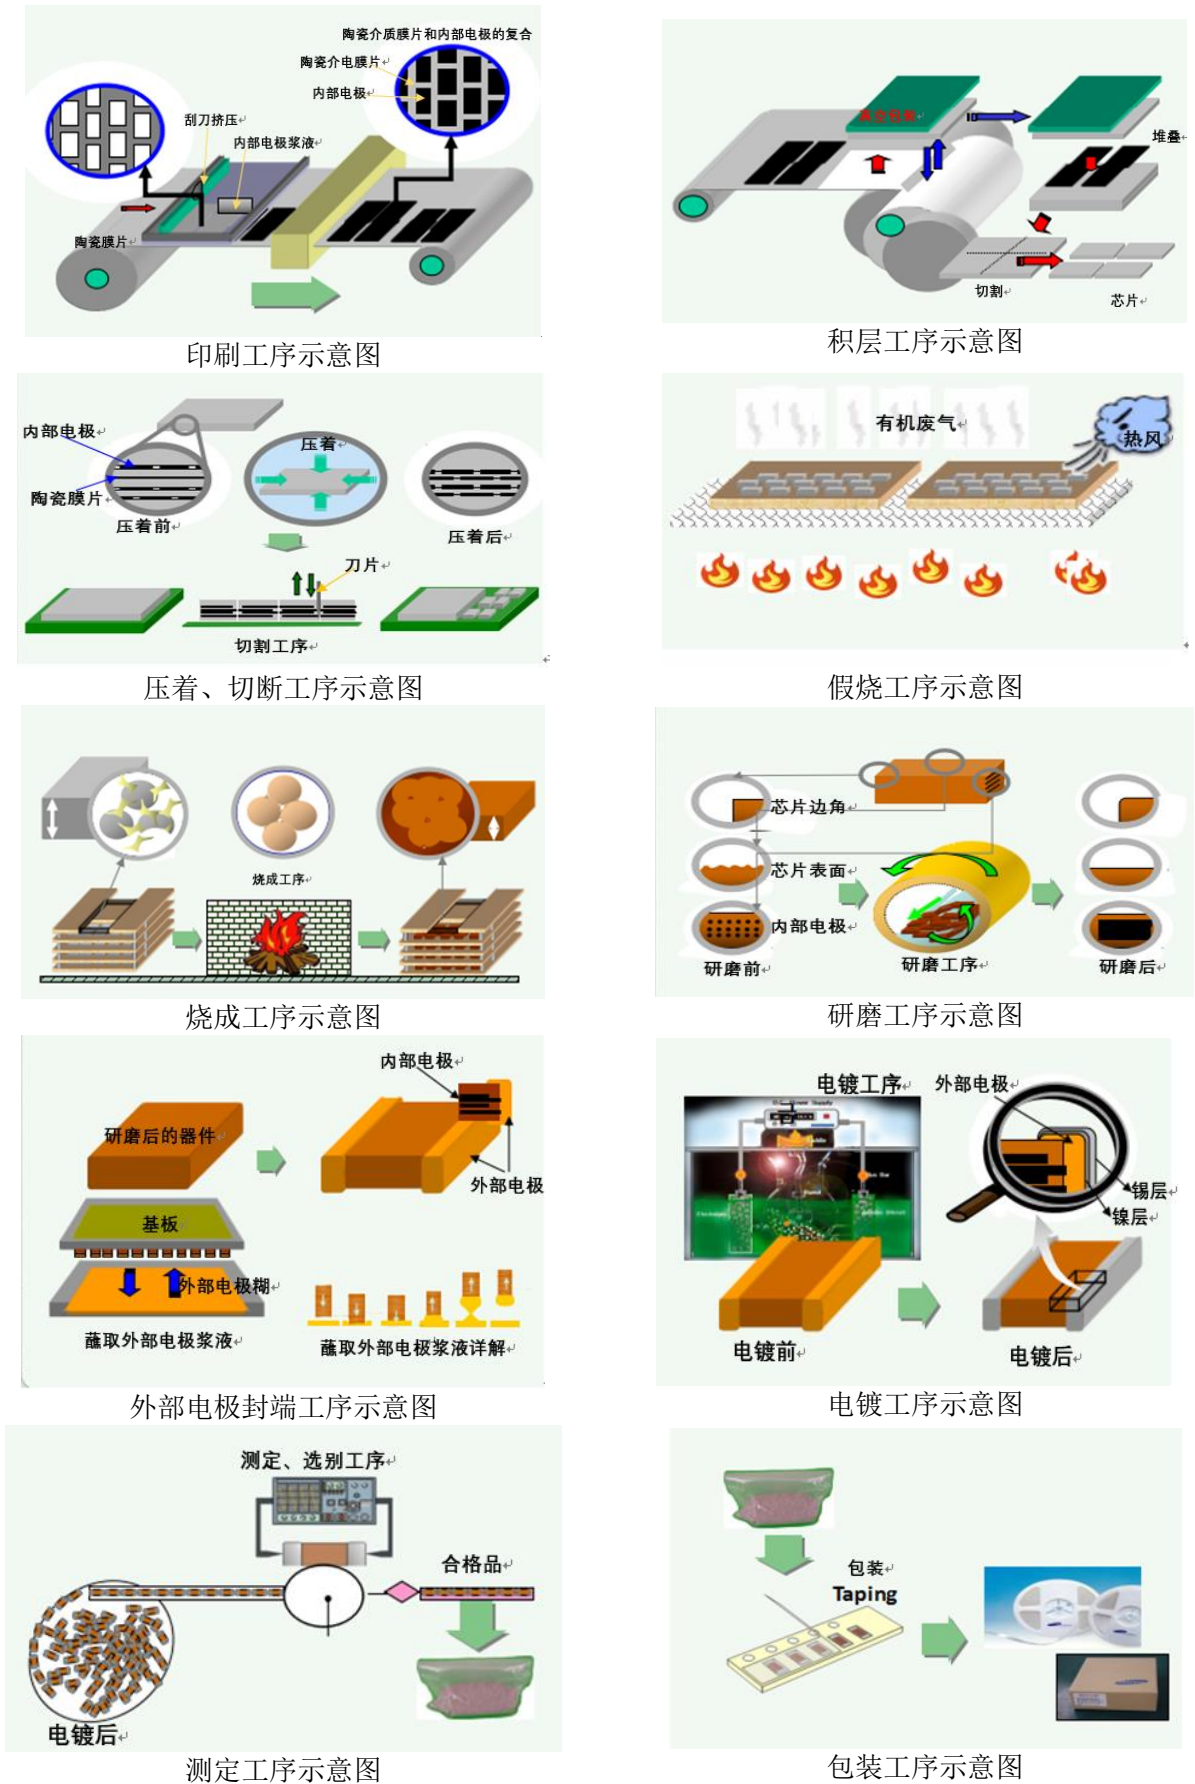 陶瓷介质膜片和内部电极的复合
陶瓷介电膜片
内部电极
刮刀挤压
内部电极浆液
陶瓷膜片
印刷工序示意图
堆叠
切割
芯片
积层工序示意图
内部电极
陶瓷膜片
压着前
压着
压着后
刀片
切割工序
压着、切断工序示意图
有机废气
热风
假烧工序示意图
烧成工序
烧成工序示意图
芯片边角
芯片表面
内部电极
研磨前
研磨工序
研磨后
研磨工序示意图
内部电极
研磨后的器件
外部电极
基板
外部电极糊
蘸取外部电极浆液
蘸取外部电极浆液详解
外部电极封端工序示意图
电镀工序
外部电极
锡层
镍层
电镀前
电镀后
电镀工序示意图
测定、选别工序
合格品
电镀后
测定工序示意图
包装
Taping
包装工序示意图